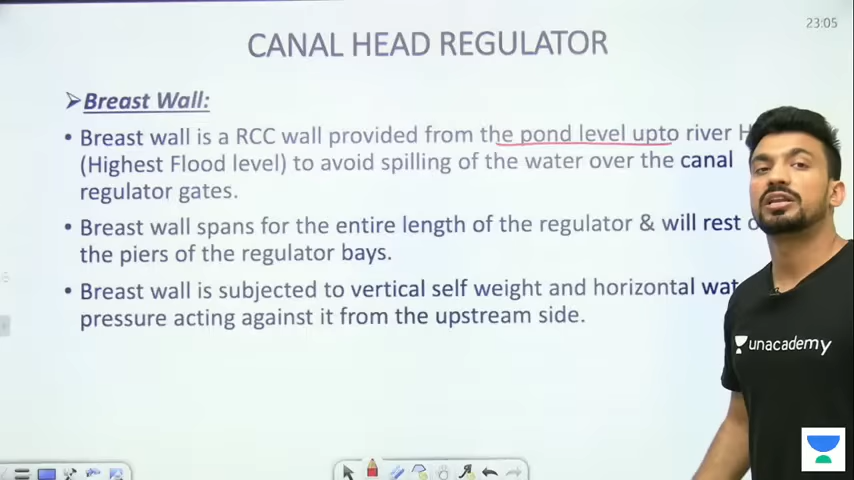 23:05
CANAL HEAD REGULATOR
➢Breast Wall:
• Breast wall is a RCC wall provided from the pond level upto river
(Highest Flood level) to avoid spilling of the water over the canal
regulator gates.
• Breast wall spans for the entire length of the regulator & will rest
the piers of the regulator bays.
• Breast wall is subjected to vertical self weight and horizontal
pressure acting against it from the upstream side.
unacademy